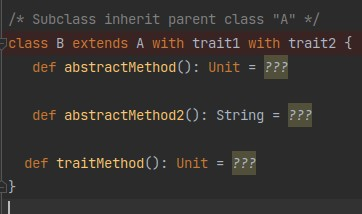 /* Subclass inherit parent class "A" */
class B extends A with trait1 with trait2 {
def abstractMethod(): Unit = ???
def abstractMethod2(): String = ???
def traitMethod(): Unit = ???
}